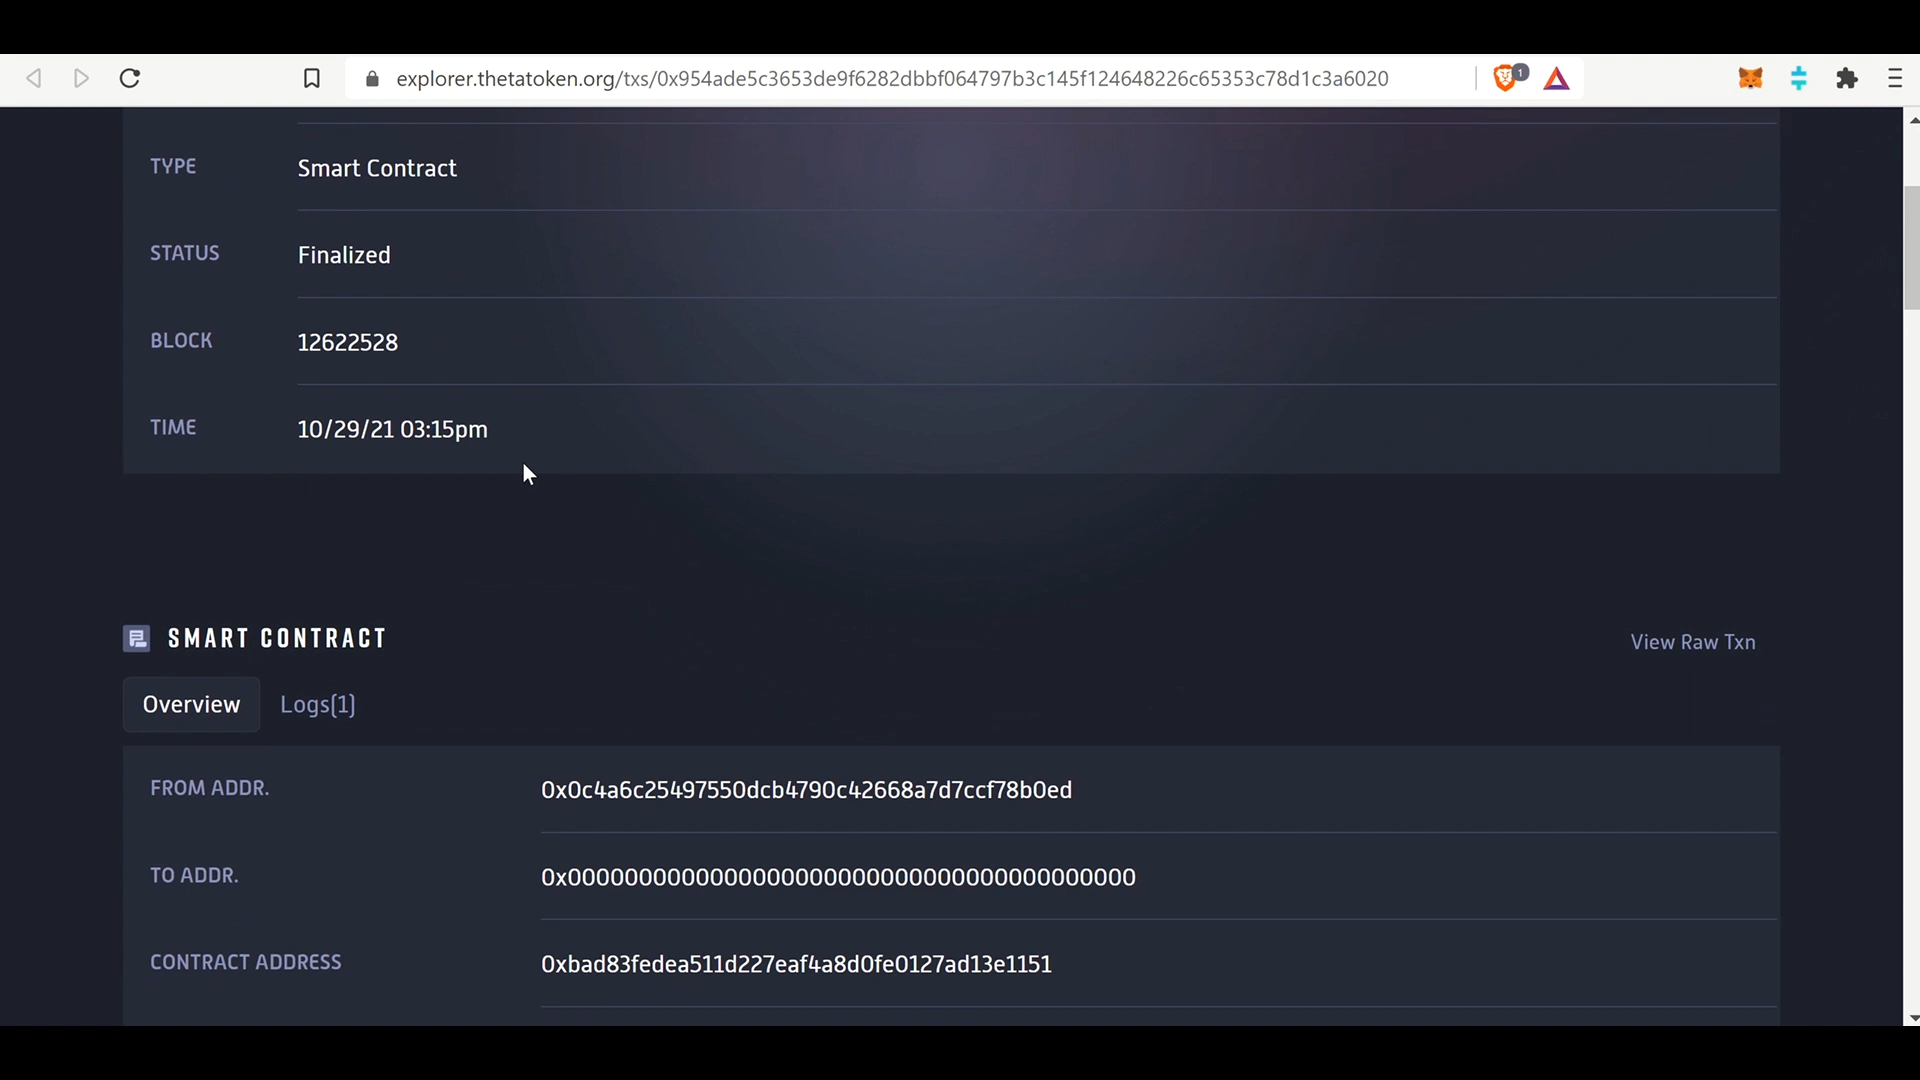 explorer.thetatoken.org/txs/0x954ade5c3653de9f6282dbbf064797b3c145f124648226c65353c78d1c3a6020
1
TYPE Smart Contract
STATUS Finalized
BLOCK 12622528
TIME 10/29/21 03:15pm
SMART CONTRACT
View Raw Txn
Overview Logs(1)
FROM ADDR. 0x0c4a6c25497550dcb4790c42668a7d7ccf78b0ed
TO ADDR. 0x0000000000000000000000000000000000000000
CONTRACT ADDRESS 0xbad83fedea511d227eaf4a8d0fe0127ad13e1151